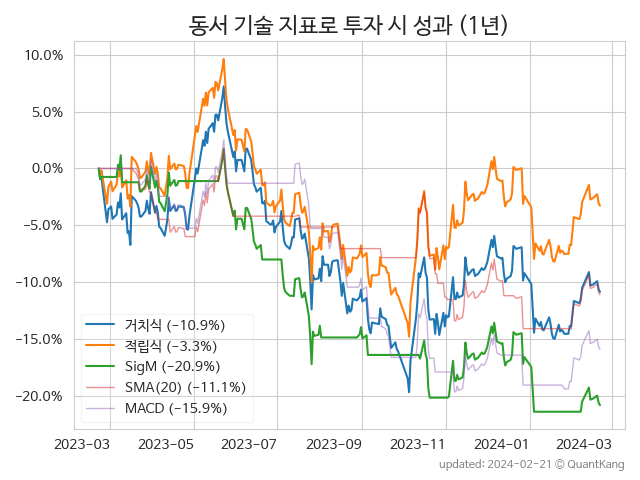 동서 기술 지표로 투자 시 성과 (1년)
10.0%
5.0%
0.0%
−5.0%
−10.0%
−15.0%
−20.0%
거치식 (−10.9%)
적립식 (−3.3%)
SigM (−20.9%)
SMA(20) (−11.1%)
MACD (−15.9%)
2023-03 2023-05 2023-07 2023-09 2023-11 2024-01 2024-03
updated: 2024-02-21 © QuantKang